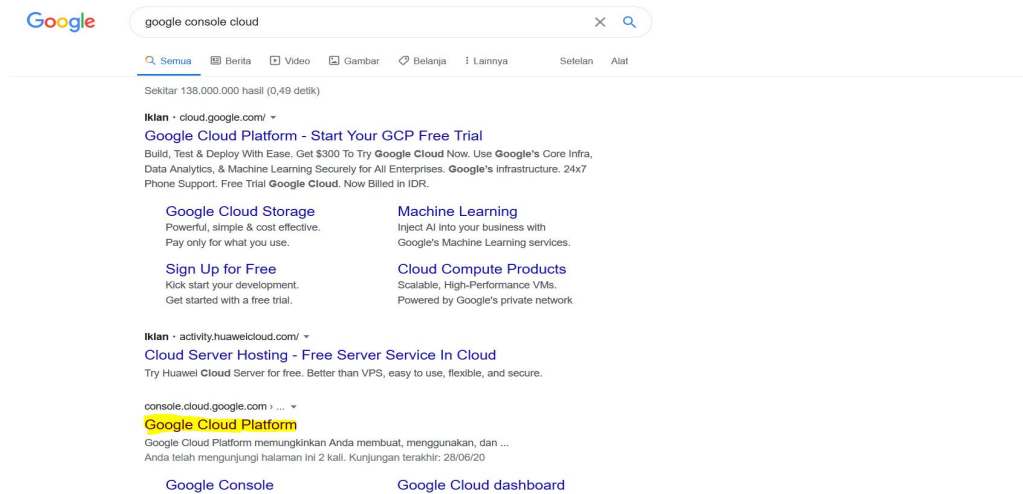 Google
google console cloud
Semua Berita Video Gambar Belanja Lainnya Setelan Alat
Sekitar 138.000.000 hasil (0,49 detik)
Iklan · cloud.google.com/
Google Cloud Platform - Start Your GCP Free Trial
Build, Test & Deploy With Ease. Get $300 To Try Google Cloud Now. Use Google's Core Infra,
Data Analytics, & Machine Learning Securely for All Enterprises. Google's infrastructure. 24x7
Phone Support. Free Trial Google Cloud. Now Billed in IDR.
Google Cloud Storage
Powerful, simple & cost effective.
Pay only for what you use.
Machine Learning
Inject AI into your business with
Google's Machine Learning services.
Sign Up for Free
Kick start your development.
Get started with a free trial.
Cloud Compute Products
Scalable, High-Performance VMs.
Powered by Google's private network
Iklan · activity.huaweicloud.com/
Cloud Server Hosting - Free Server Service In Cloud
Try Huawei Cloud Server for free. Better than VPS, easy to use, flexible, and secure.
console.cloud.google.com › ...
Google Cloud Platform
Google Cloud Platform memungkinkan Anda membuat, menggunakan, dan ...
Anda telah mengunjungi halaman ini 2 kali. Kunjungan terakhir: 28/06/20
Google Console
Google Cloud dashboard